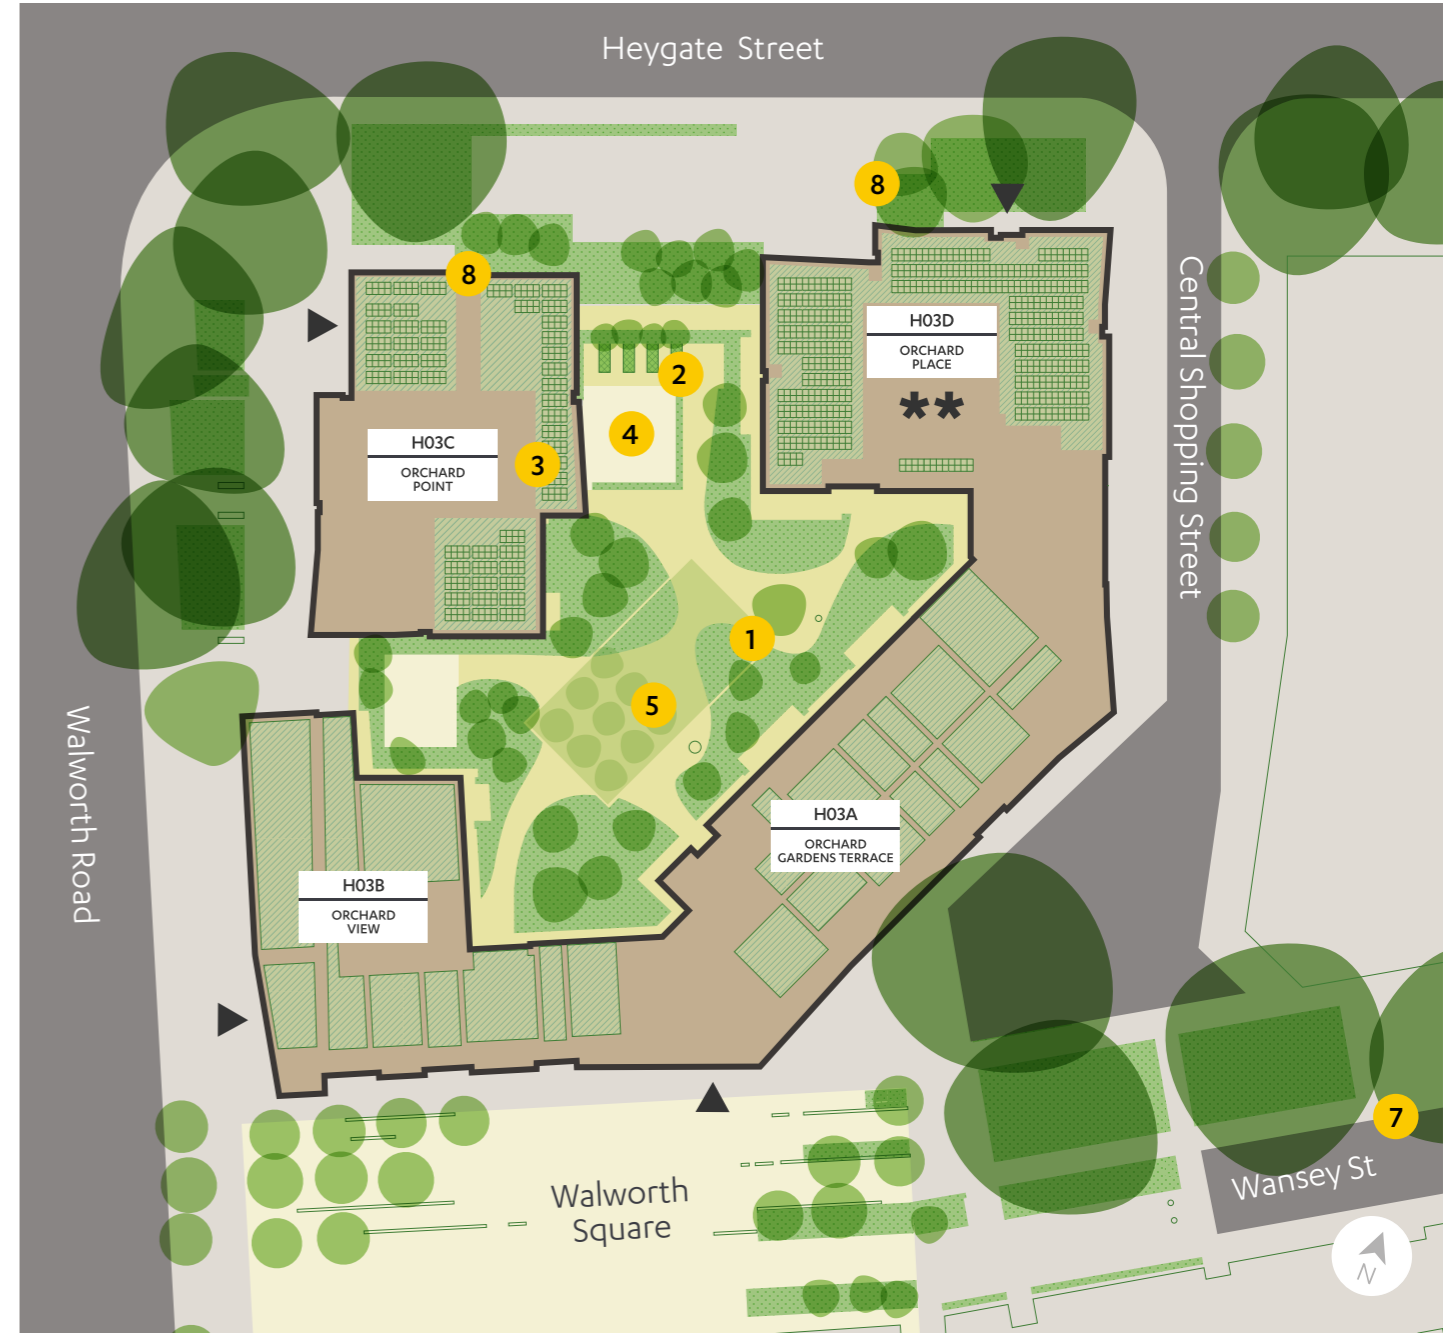 Heygate Street
8
8
Central Shopping Street
H03D
ORCHARD
PLACE
**
2
4
H03C
ORCHARD
POINT
3
1
5
Walworth Road
H03A
ORCHARD
GARDENS TERRACE
H03B
ORCHARD
VIEW
7
Wansey St
Walworth
Square
N